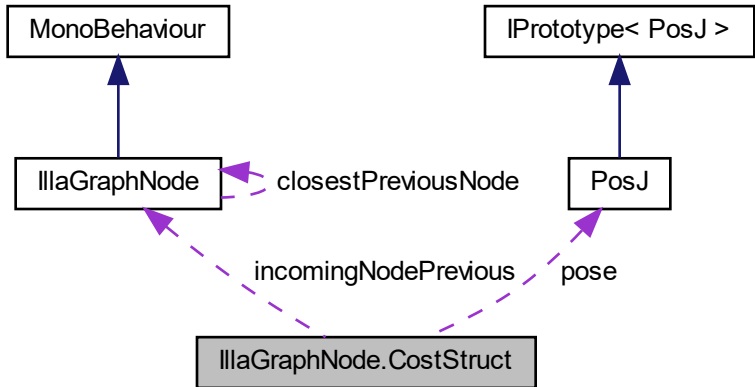 MonoBehaviour
IPrototype< PosJ >
IllaGraphNode
closestPreviousNode
PosJ
incomingNodePrevious
pose
IllaGraphNode.CostStruct